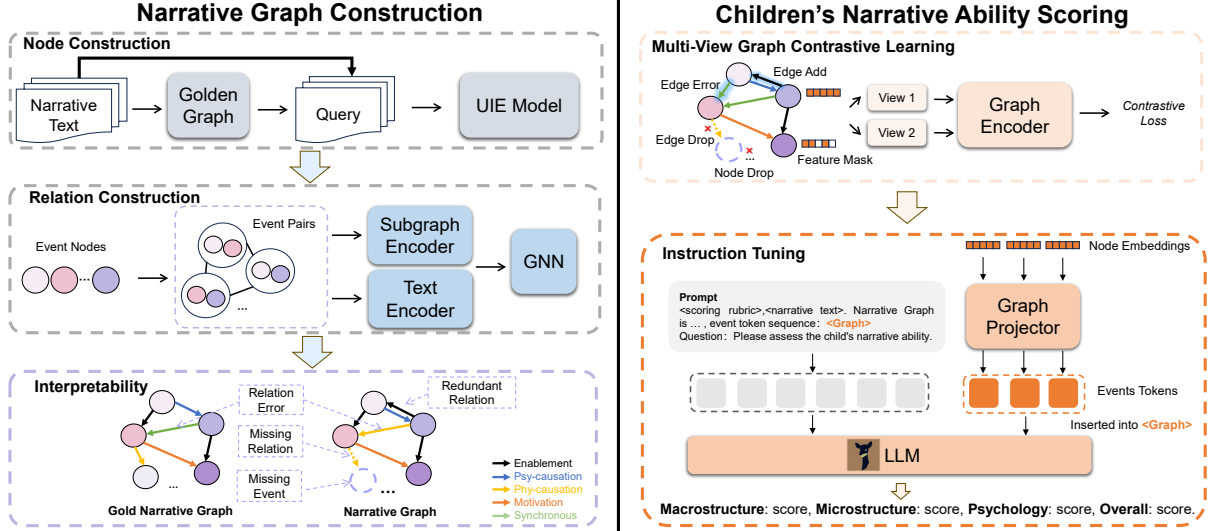 Narrative Graph Construction
Node Construction
Narrative
Text
Golden
Graph
Query
UIE Model
Relation Construction
Event Nodes
...
Event Pairs
...
Subgraph
Encoder
Text
Encoder
GNN
Interpretability
Relation
Error
Missing
Relation
Missing
Event
Redundant
Relation
...
...
Gold Narrative Graph
Narrative Graph
Enablement
Psy-causation
Phy-causation
Motivation
Synchronous
Children's Narrative Ability Scoring
Multi-View Graph Contrastive Learning
Edge Add
Edge Error
Edge Drop
...
Node Drop
Feature Mask
View 1
View 2
Graph
Encoder
Contrastive
Loss
Instruction Tuning
Prompt
<scoring rubric>,<narrative text>. Narrative Graph
is ... , event token sequence: <Graph>
Question: Please assess the child's narrative ability.
Node Embeddings
Graph
Projector
Events Tokens
Inserted into <Graph>
LLM
Macrostructure: score, Microstructure: score, Psychology: score, Overall: score.